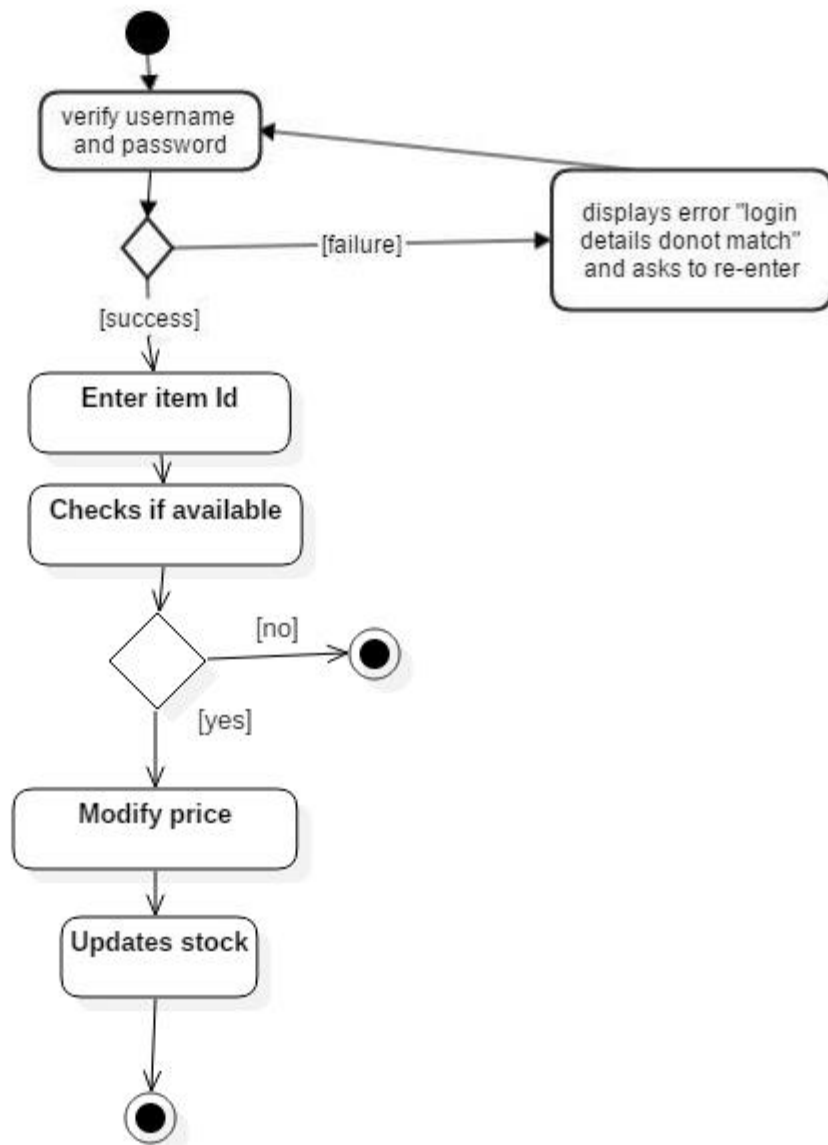 verify username
and password
displays error "login
details donot match"
and asks to re-enter
[failure]
[success]
Enter item Id
Checks if available
[no]
[yes]
Modify price
Updates stock